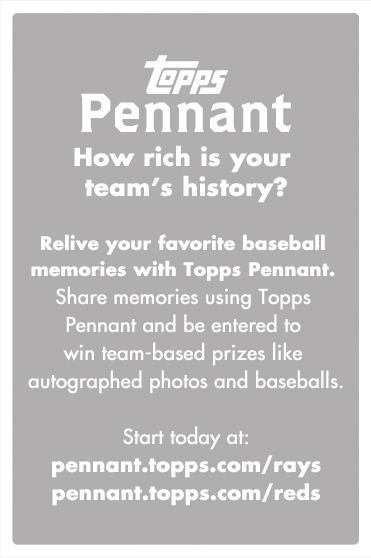 Topps
Pennant
How rich is your
team's history?
Relive your favorite baseball
memories with Topps Pennant.
Share memories using Topps
Pennant and be entered to
win team-based prizes like
autographed photos and baseballs.
Start today at:
pennant.topps.com/rays
pennant.topps.com/reds